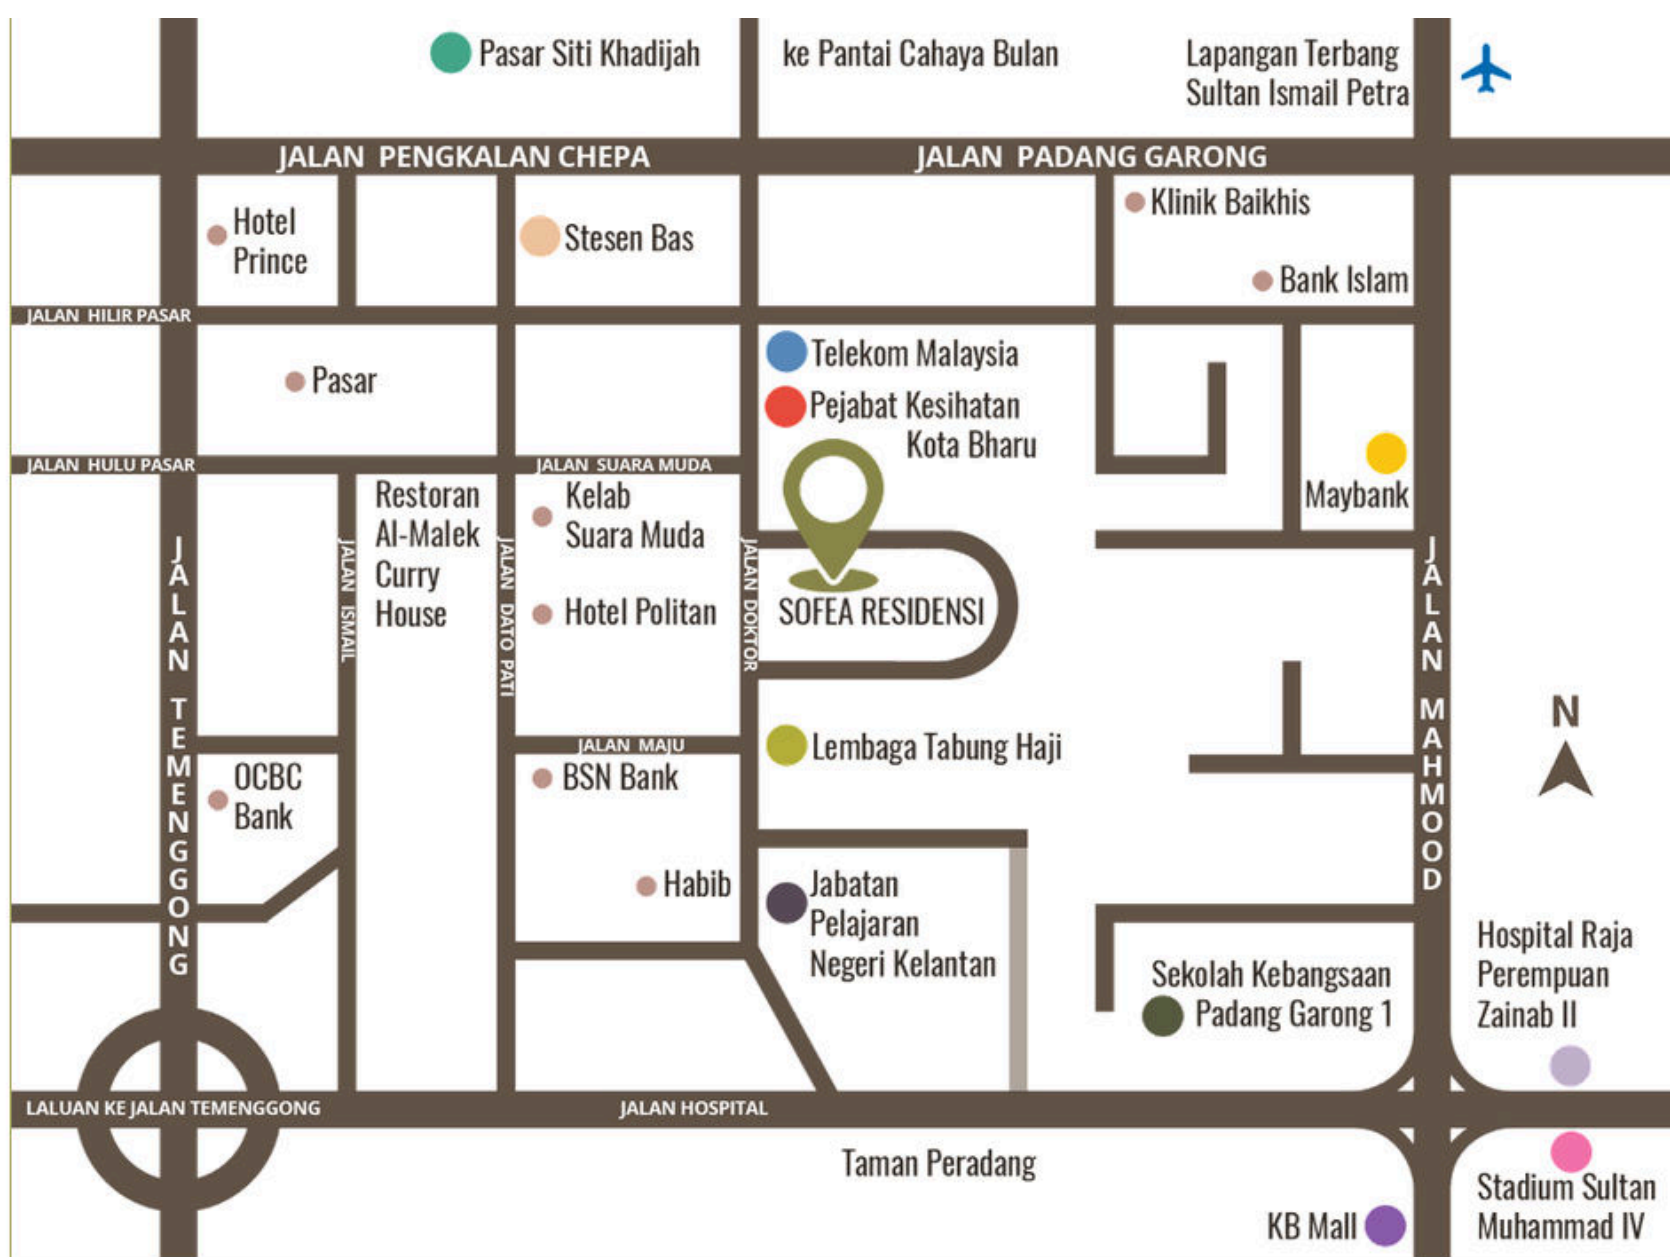 Pasar Siti Khadijah
ke Pantai Cahaya Bulan
Lapangan Terbang
Sultan Ismail Petra
JALAN PENGKALAN CHEPA
JALAN PADANG GARONG
Hotel
Prince
Stesen Bas
Klinik Baikhis
Bank Islam
JALAN HILIR PASAR
Telekom Malaysia
Pasar
Pejabat Kesihatan
Kota Bharu
JALAN HULU PASAR
JALAN SUARA MUDA
Maybank
Restoran
Al-Malek
Curry
House
Kelab
Suara Muda
Hotel Politan
SOFEA RESIDENSI
JALAN TEMENGGONG
JALAN ISMAIL
JALAN DATO PATI
JALAN DOKTOR
JALAN MAHMOOD
N
JALAN MAJU
Lembaga Tabung Haji
OCBC
Bank
BSN Bank
Habib
Jabatan
Pelajaran
Negeri Kelantan
Sekolah Kebangsaan
Padang Garong 1
Hospital Raja
Perempuan
Zainab II
LALUAN KE JALAN TEMENGGONG
JALAN HOSPITAL
Taman Peradang
KB Mall
Stadium Sultan
Muhammad IV